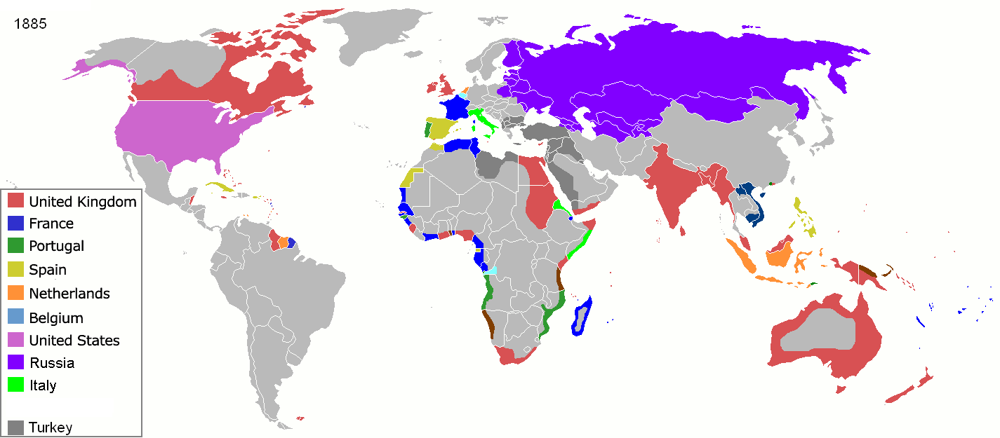 1885
United Kingdom
France
Portugal
Spain
Netherlands
Belgium
United States
Russia
Italy
Turkey